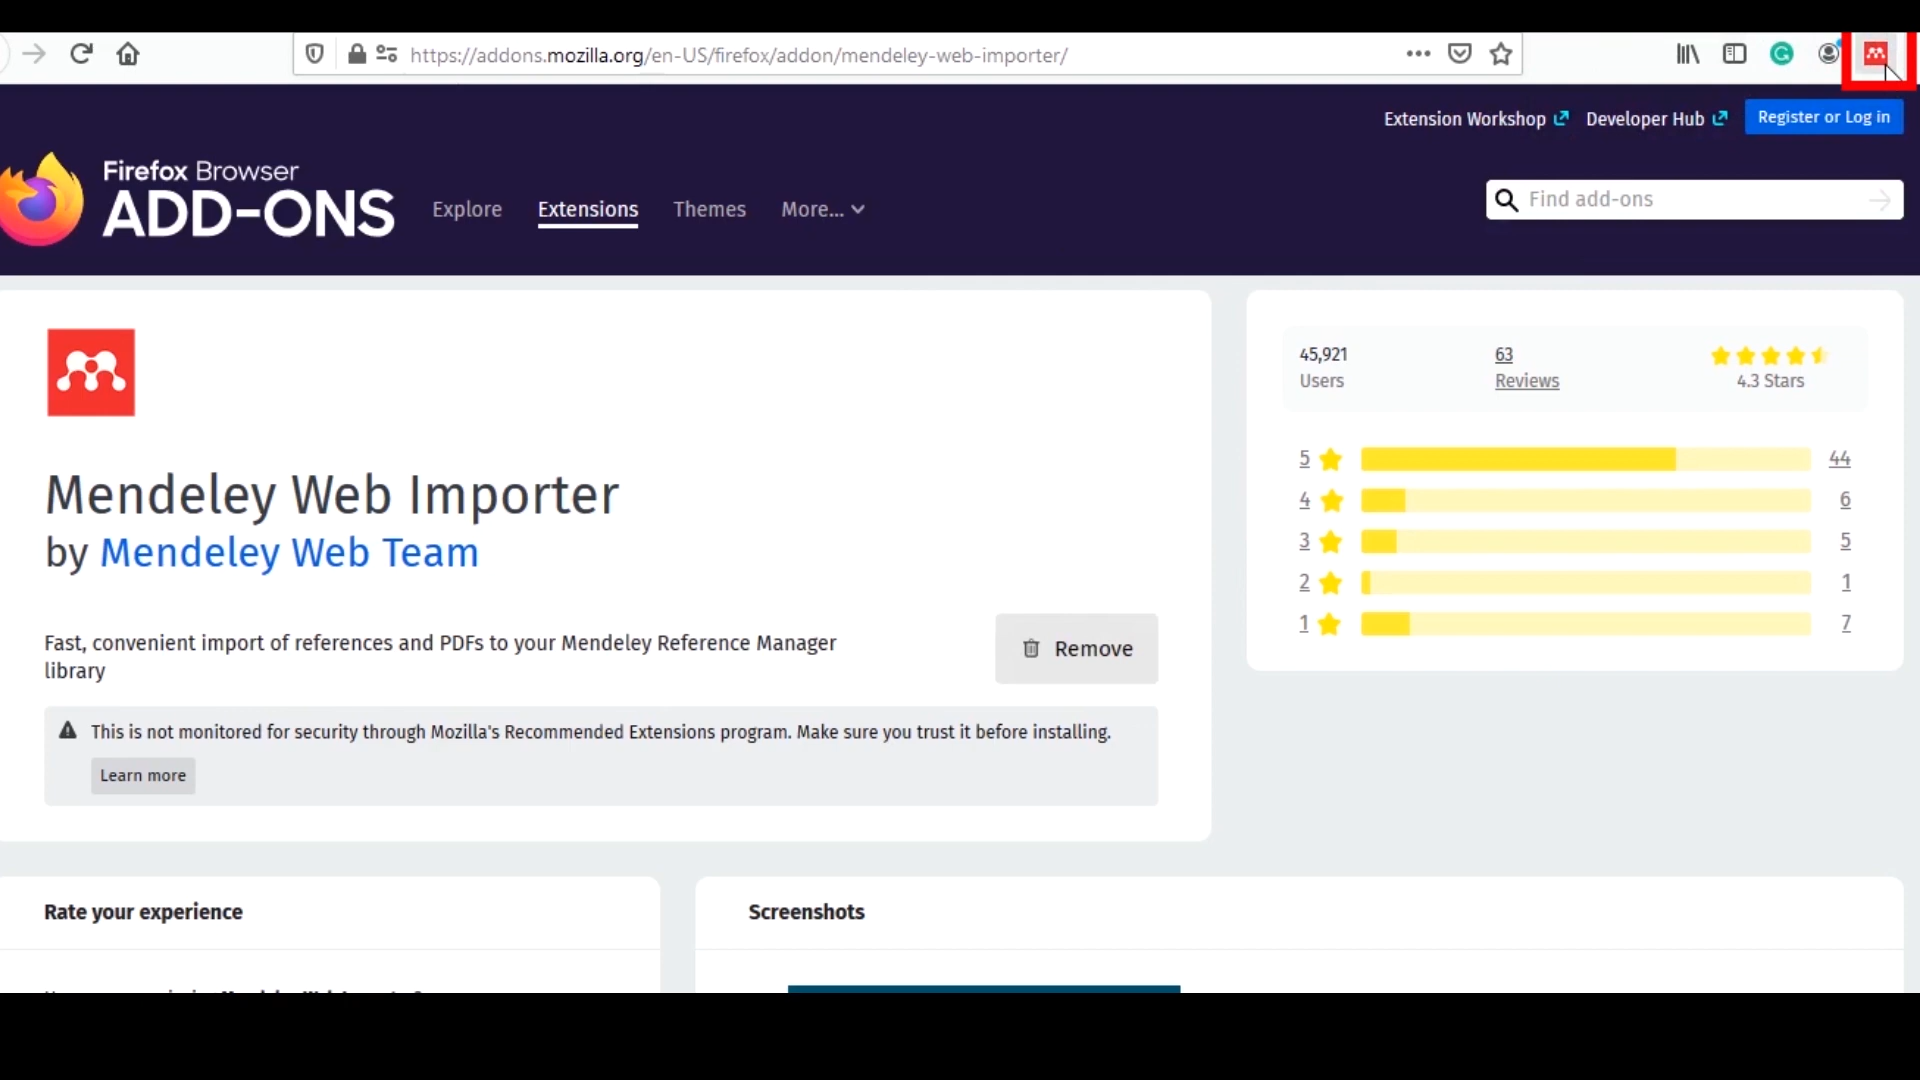 https://addons.mozilla.org/en-US/firefox/addon/mendeley-web-importer/
Extension Workshop
Developer Hub
Register or Log in
Firefox Browser
ADD-ONS
Explore
Extensions
Themes
More...
Find add-ons
Mendeley Web Importer
by Mendeley Web Team
Fast, convenient import of references and PDFs to your Mendeley Reference Manager
library
Remove
This is not monitored for security through Mozilla's Recommended Extensions program. Make sure you trust it before installing.
Learn more
45,921
Users
63
Reviews
4.3 Stars
5 44
4 6
3 5
2 1
1 7
Rate your experience
Screenshots